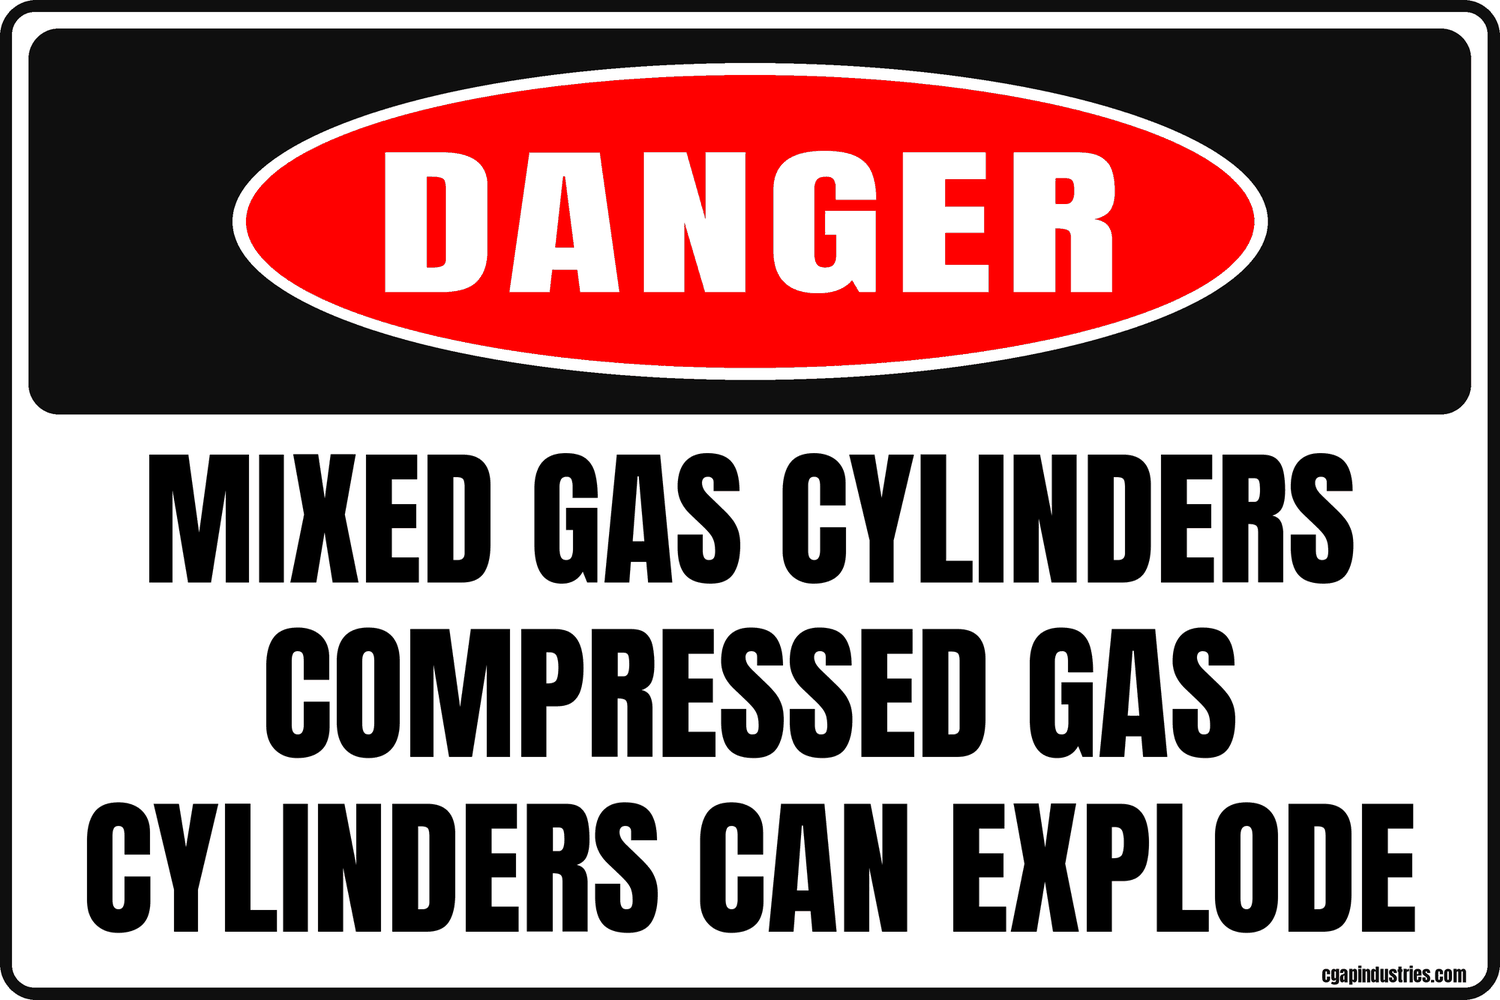 DANGER
MIXED GAS CYLINDERS
COMPRESSED GAS
CYLINDERS CAN EXPLODE
cgapindustries.com